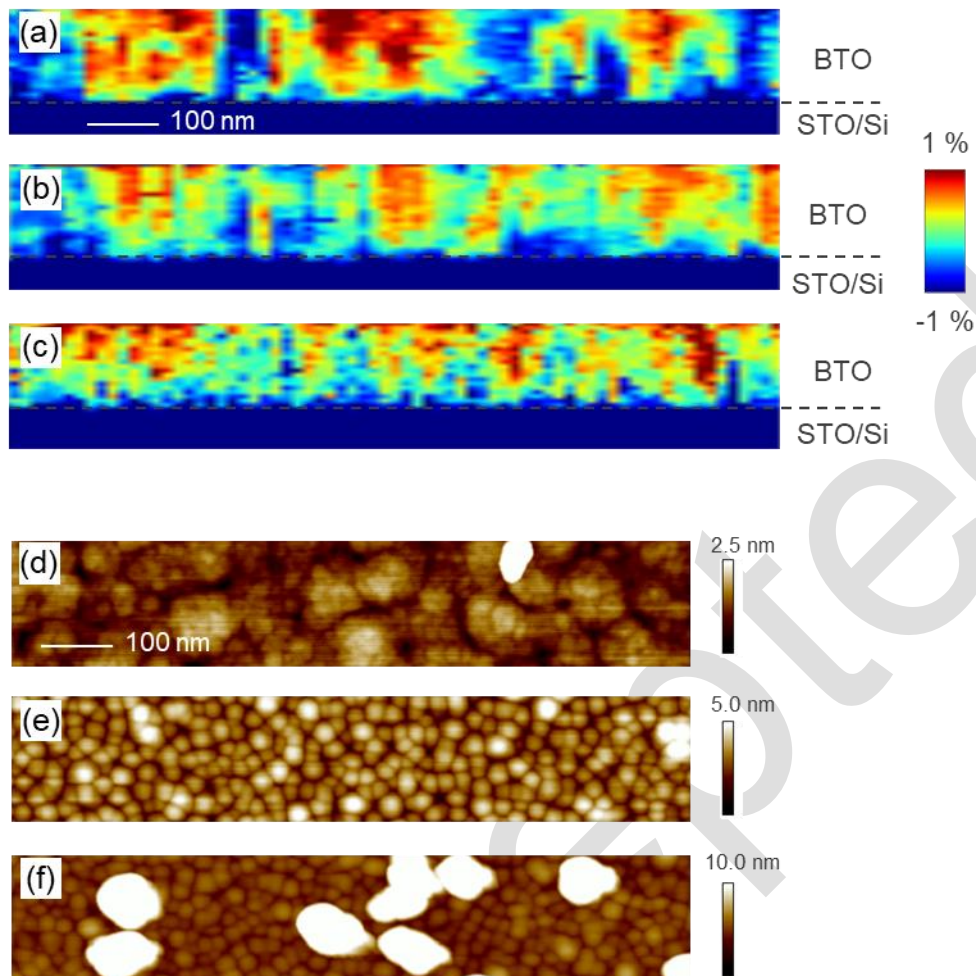 (a)
BTO
100 nm
STO/Si
1 %
(b)
BTO
STO/Si
-1 %
(c)
BTO
STO/Si
(d)
2.5 nm
100 nm
(e)
5.0 nm
(f)
10.0 nm